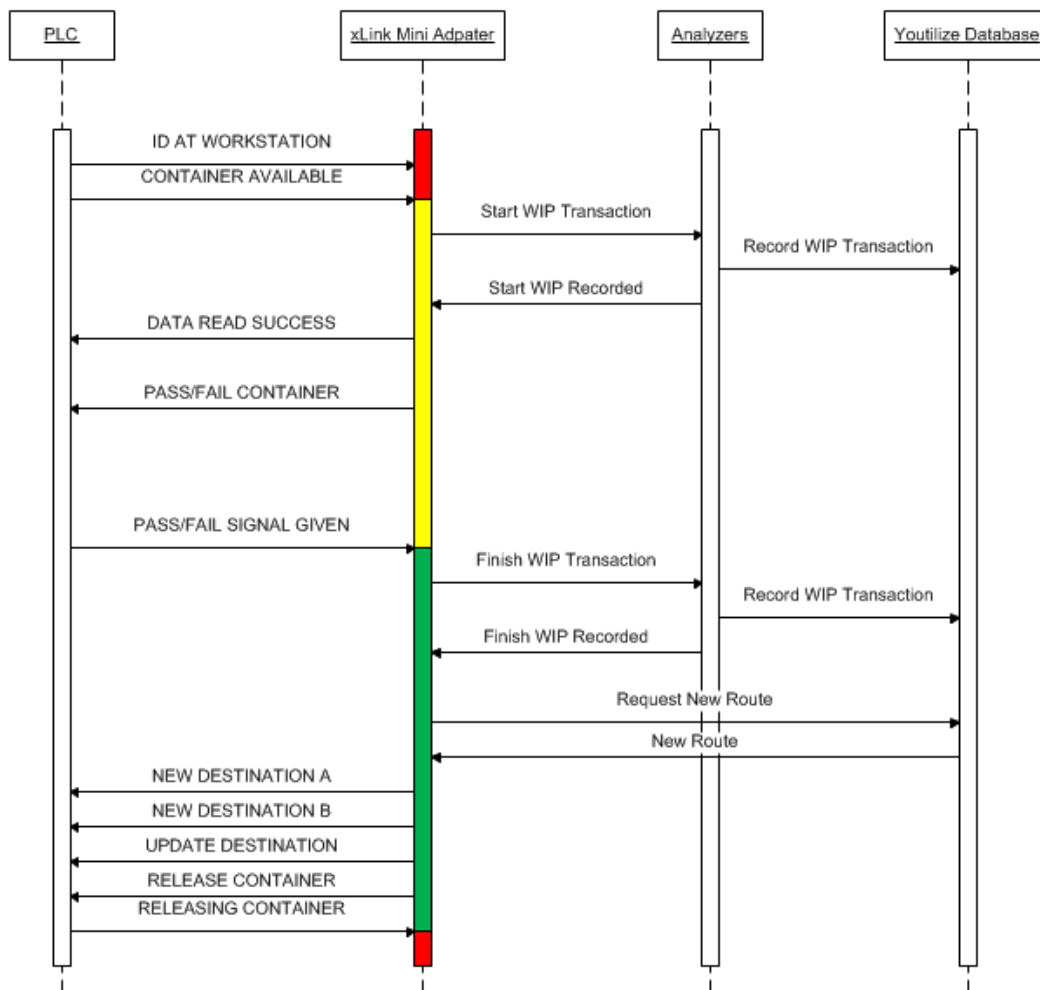 PLC
xLink Mini Adpater
Analyzers
Youtilize Database
ID AT WORKSTATION
CONTAINER AVAILABLE
Start WIP Transaction
Record WIP Transaction
Start WIP Recorded
DATA READ SUCCESS
PASS/FAIL CONTAINER
PASS/FAIL SIGNAL GIVEN
Finish WIP Transaction
Record WIP Transaction
Finish WIP Recorded
Request New Route
New Route
NEW DESTINATION A
NEW DESTINATION B
UPDATE DESTINATION
RELEASE CONTAINER
RELEASING CONTAINER